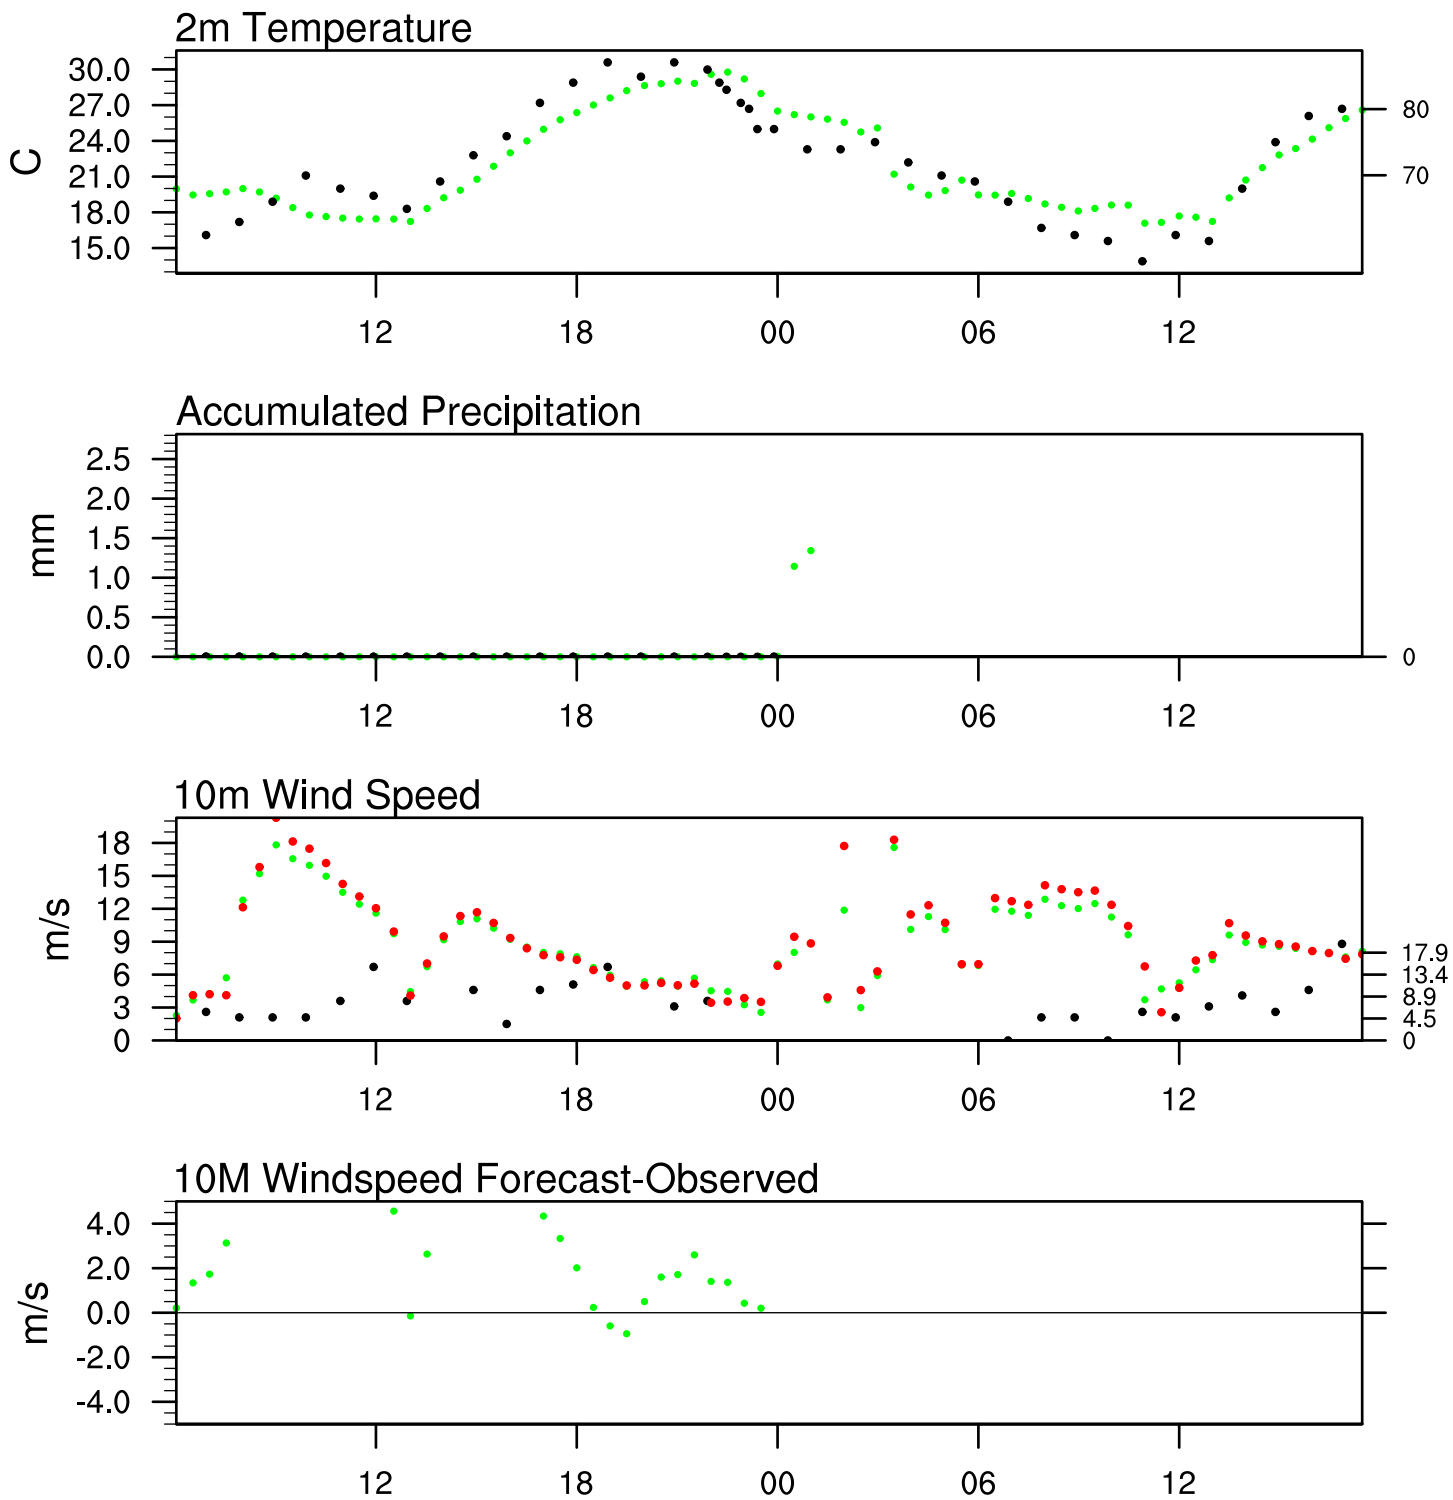 2m Temperature
30.0
27.0
24.0
21.0
18.0
15.0
C
80
70
12 18 00 06 12
Accumulated Precipitation
2.5
2.0
1.5
1.0
0.5
0.0
mm
0
12 18 00 06 12
10m Wind Speed
18
15
12
9
6
3
0
m/s
17.9
13.4
8.9
4.5
0
12 18 00 06 12
10M Windspeed Forecast-Observed
4.0
2.0
0.0
-2.0
-4.0
m/s
12 18 00 06 12